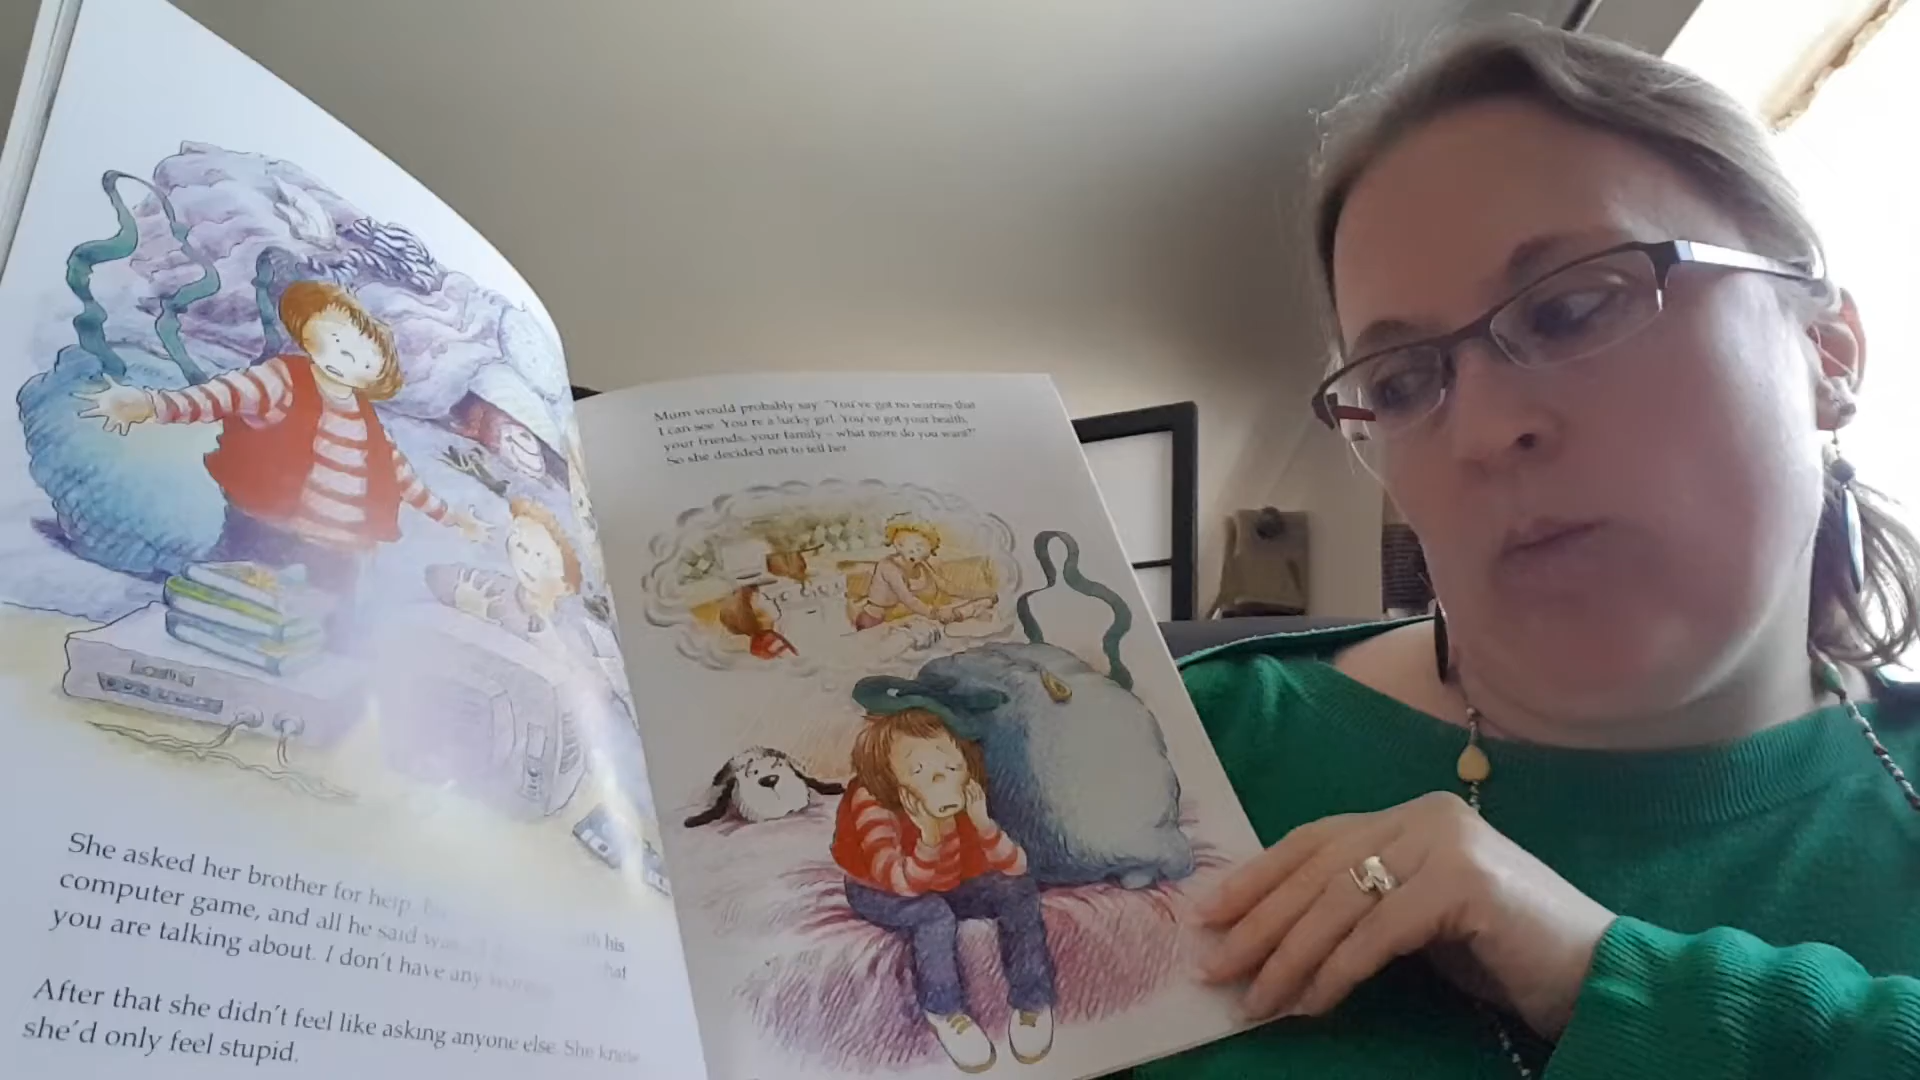 She asked her brother for help, his
computer game, and all he said hat
you are talking about. I don't have any
After that she didn't feel like asking anyone else. She knew
she'd only feel stupid.
Mum would probably say: "You've got no worries that
I can see. You're a lucky girl. You've got your health,
your friends, your family – what more do you want?"
So she decided not to tell her.